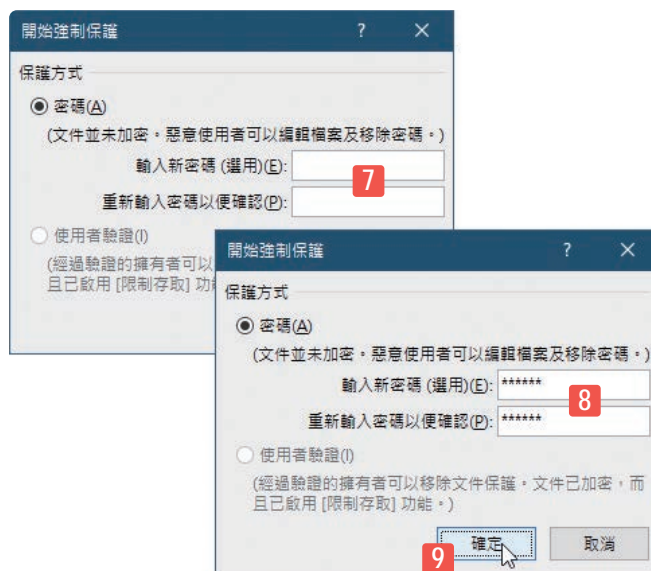 開始強制保護 ? ×
保護方式
密碼(A)
(文件並未加密。惡意使用者可以編輯檔案及移除密碼。)
輸入新密碼 (選用)(E):
7
重新輸入密碼以便確認(P):
使用者驗證(I)
(經過驗證的擁有者可以
且已啟用 [限制存取] 功
開始強制保護 ? ×
保護方式
密碼(A)
(文件並未加密。惡意使用者可以編輯檔案及移除密碼。)
輸入新密碼 (選用)(E): ******
8
重新輸入密碼以便確認(P): ******
使用者驗證(I)
(經過驗證的擁有者可以移除文件保護。文件已加密，而
且已啟用 [限制存取] 功能。)
9 確定 取消